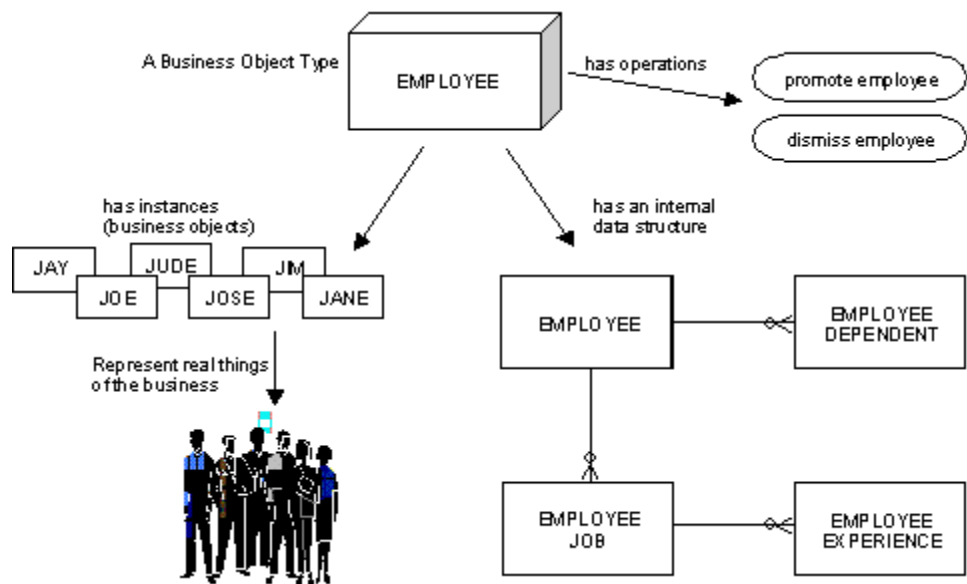 A Business Object Type
EMPLOYEE
has operations
promote employee
dismiss employee
has instances
(business objects)
JAY
JUDE
JIM
JOE
JOSE
JANE
has an internal
data structure
Represent real things
of the business
EMPLOYEE
EMPLOYEE
DEPENDENT
EMPLOYEE
JOB
EMPLOYEE
EXPERIENCE